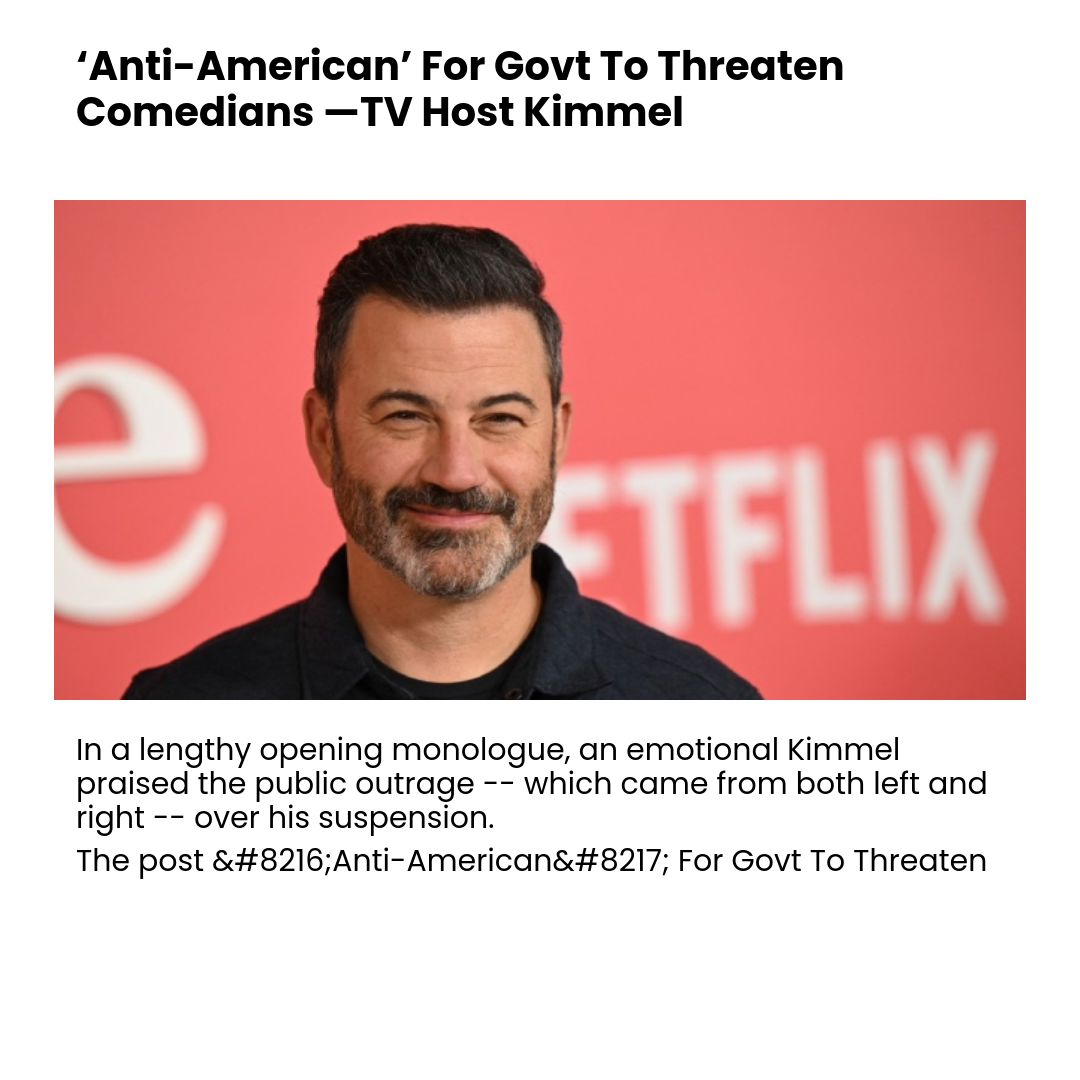 ‘Anti-American’ For Govt To Threaten
Comedians —TV Host Kimmel
e
ETFLIX
In a lengthy opening monologue, an emotional Kimmel
praised the public outrage -- which came from both left and
right -- over his suspension.
The post &#8216;Anti-American&#8217; For Govt To Threaten